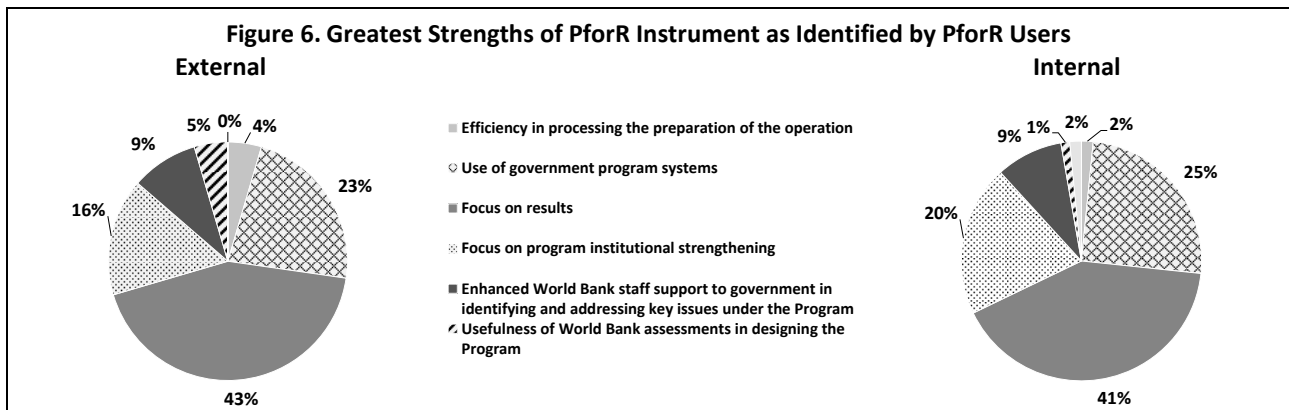 Figure 6. Greatest Strengths of PforR Instrument as Identified by PforR Users
External
Internal
0%
4%
5%
9%
23%
16%
43%
Efficiency in processing the preparation of the operation
Use of government program systems
Focus on results
Focus on program institutional strengthening
Enhanced World Bank staff support to government in
identifying and addressing key issues under the Program
Usefulness of World Bank assessments in designing the
Program
2%
2%
1%
9%
25%
20%
41%